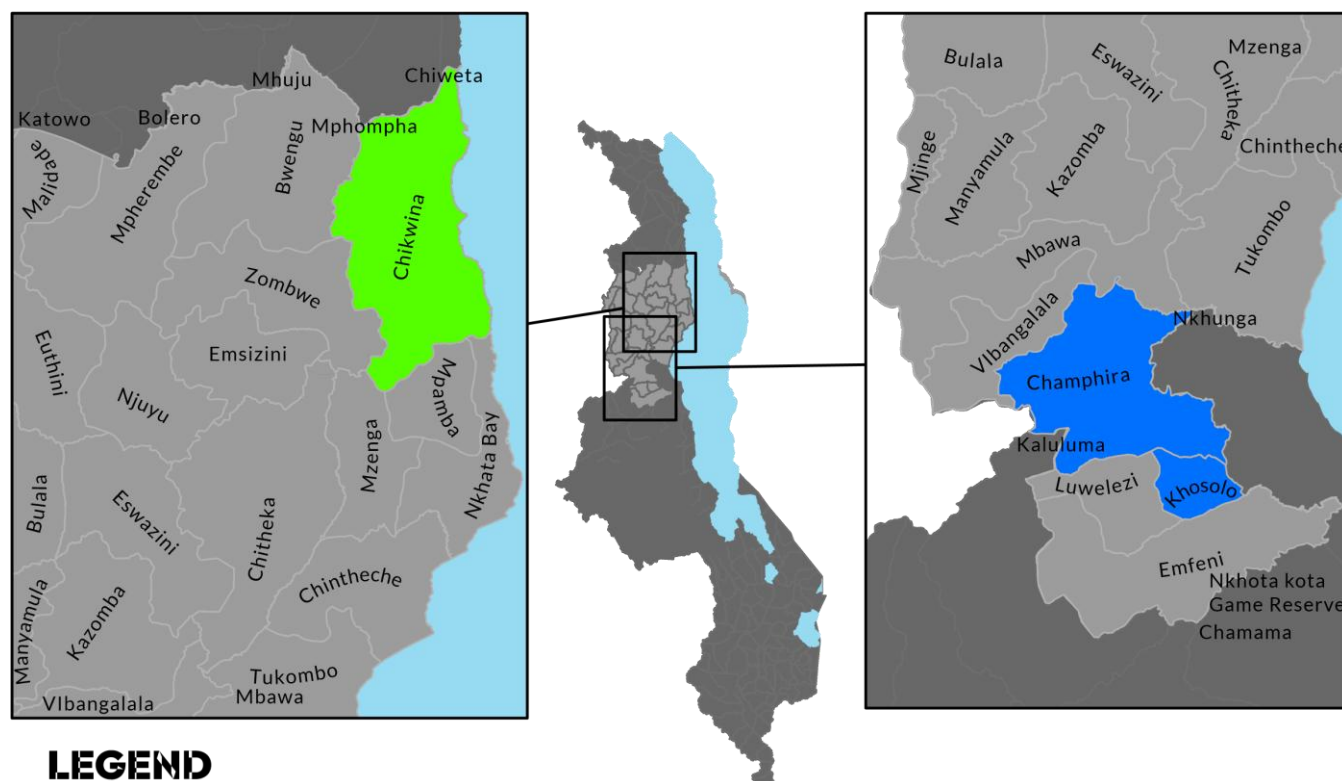 Mhuju
Chiweta
Katowo
Bolero
Mphompha
Malidade
Mpherembe
Bwengu
Chikwina
Zombwe
Euthini
Emsizini
Njuyu
Mpamba
Mzenga
Nkhata Bay
Bulala
Eswazini
Chitheka
Chintheche
Manyamula
Kazomba
Tukombo
Mbawa
VIbangalala
Bulala
Eswazini
Mzenga
Chitheka
Mjinge
Manyamula
Kazomba
Chintheche
Mbawa
Tukombo
VIbangalala
Nkhunga
Champhira
Kaluluma
Luwelezi
Khosolo
Emfeni
Nkhota kota
Game Reserve
Chamama
LEGEND